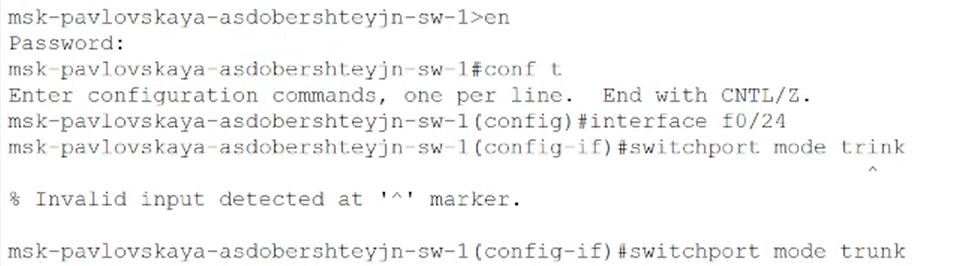 msk-pavlovskaya-asdobershteyjn-sw-1>en
Password:
msk-pavlovskaya-asdobershteyjn-sw-1#conf t
Enter configuration commands, one per line.  End with CNTL/Z.
msk-pavlovskaya-asdobershteyjn-sw-1(config)#interface f0/24
msk-pavlovskaya-asdobershteyjn-sw-1(config-if)#switchport mode trink
^
% Invalid input detected at '^' marker.
msk-pavlovskaya-asdobershteyjn-sw-1(config-if)#switchport mode trunk